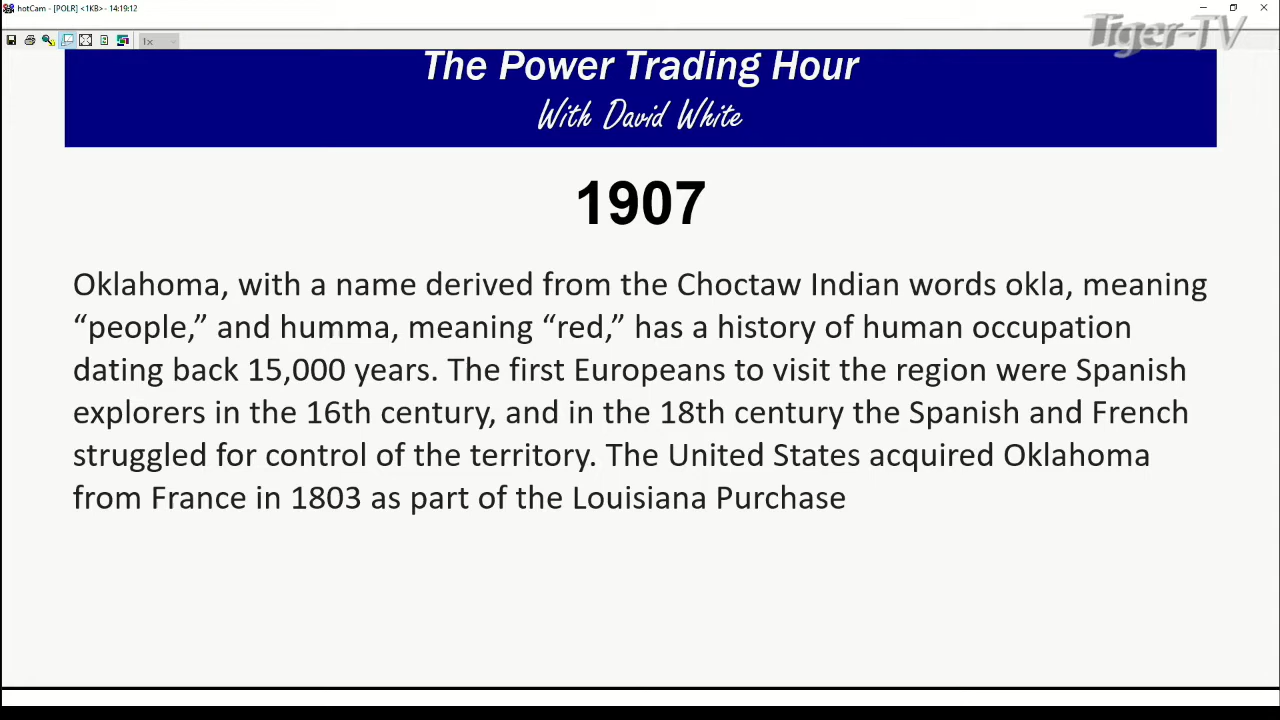 hotCam - [POLR] <1KB> - 14:19:12
Tiger-TV
1x
The Power Trading Hour
With David White
1907
Oklahoma, with a name derived from the Choctaw Indian words okla, meaning
“people,” and humma, meaning “red,” has a history of human occupation
dating back 15,000 years. The first Europeans to visit the region were Spanish
explorers in the 16th century, and in the 18th century the Spanish and French
struggled for control of the territory. The United States acquired Oklahoma
from France in 1803 as part of the Louisiana Purchase